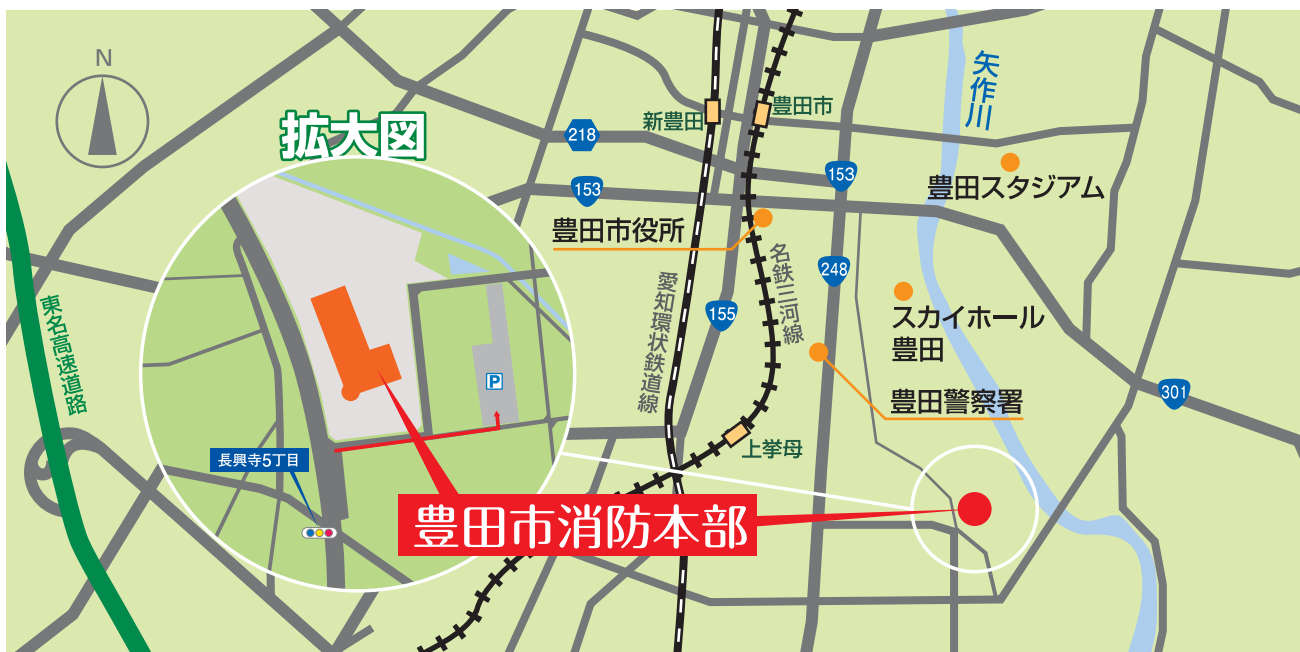 N
拡大図
218
153
新豊田
豊田市
矢作川
153
豊田スタジアム
豊田市役所
248
名鉄三河線
愛知環状鉄道線
155
スカイホール
豊田
豊田警察署
301
東名高速道路
P
上挙母
長興寺5丁目
豊田市消防本部